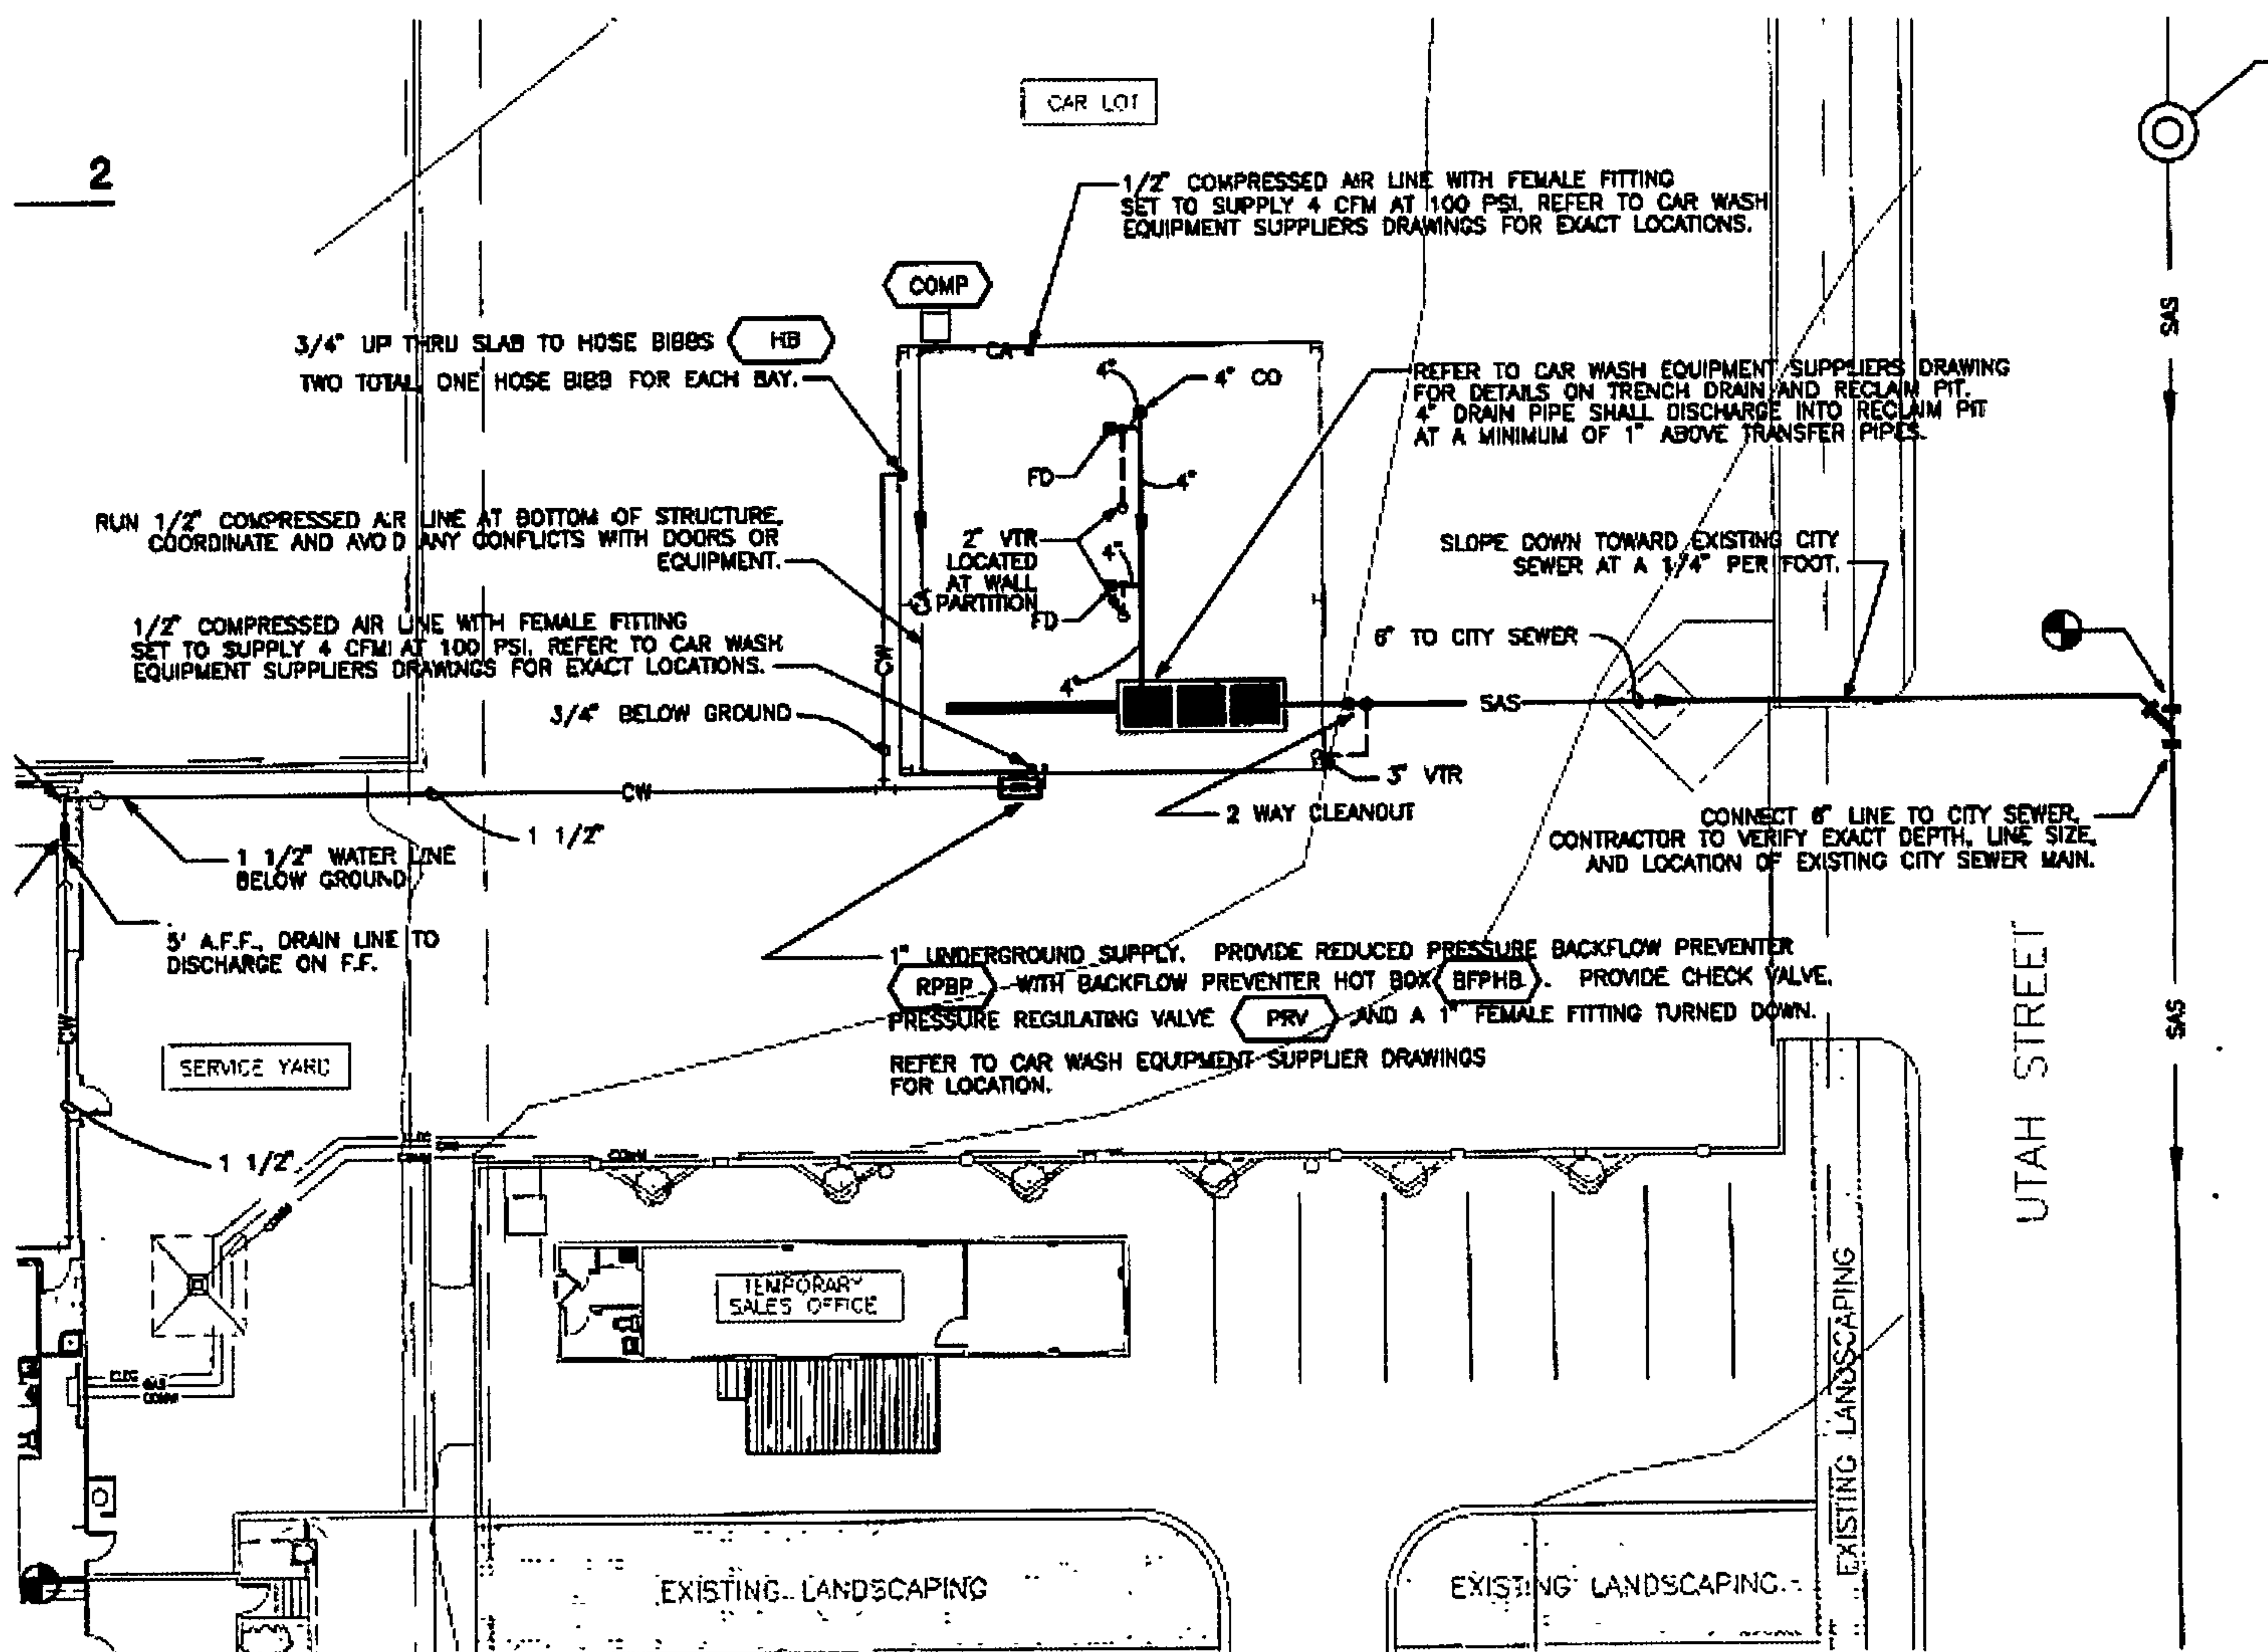 CAR LOT
2
1/2" COMPRESSED AIR LINE WITH FEMALE FITTING
SET TO SUPPLY 4 CFM AT 100 PSI. REFER TO CAR WASH
EQUIPMENT SUPPLIERS DRAWINGS FOR EXACT LOCATIONS.
COMP
SAS
3/4" UP THRU SLAB TO HOSE BIBBS HB
TWO TOTAL, ONE HOSE BIBB FOR EACH BAY.
CA
4"
4" CO
REFER TO CAR WASH EQUIPMENT SUPPLIERS DRAWING
FOR DETAILS ON TRENCH DRAIN AND RECLAIM PIT.
4" DRAIN PIPE SHALL DISCHARGE INTO RECLAIM PIT
AT A MINIMUM OF 1" ABOVE TRANSFER PIPES.
FD
4"
RUN 1/2" COMPRESSED AIR LINE AT BOTTOM OF STRUCTURE,
COORDINATE AND AVOID ANY CONFLICTS WITH DOORS OR
EQUIPMENT.
2" VTR
LOCATED
AT WALL
PARTITION
4"
FD
SLOPE DOWN TOWARD EXISTING CITY
SEWER AT A 1/4" PER FOOT.
1/2" COMPRESSED AIR LINE WITH FEMALE FITTING
SET TO SUPPLY 4 CFM AT 100 PSI. REFER TO CAR WASH
EQUIPMENT SUPPLIERS DRAWINGS FOR EXACT LOCATIONS.
CW
6" TO CITY SEWER
4"
3/4" BELOW GROUND
SAS
3" VTR
CW
2 WAY CLEANOUT
1 1/2"
CONNECT 6" LINE TO CITY SEWER,
CONTRACTOR TO VERIFY EXACT DEPTH, LINE SIZE,
AND LOCATION OF EXISTING CITY SEWER MAIN.
1 1/2" WATER LINE
BELOW GROUND
5' A.F.F., DRAIN LINE TO
DISCHARGE ON F.F.
1" UNDERGROUND SUPPLY. PROVIDE REDUCED PRESSURE BACKFLOW PREVENTER
RPBP WITH BACKFLOW PREVENTER HOT BOX BFPHB. PROVIDE CHECK VALVE,
PRESSURE REGULATING VALVE PRV AND A 1" FEMALE FITTING TURNED DOWN.
REFER TO CAR WASH EQUIPMENT SUPPLIER DRAWINGS
FOR LOCATION.
CW
SAS
UTAH STREET
SERVICE YARD
1 1/2"
COMM
TEMPORARY
SALES OFFICE
ELEC
GAS
COMM
EXISTING LANDSCAPING
EXISTING LANDSCAPING
EXISTING LANDSCAPING